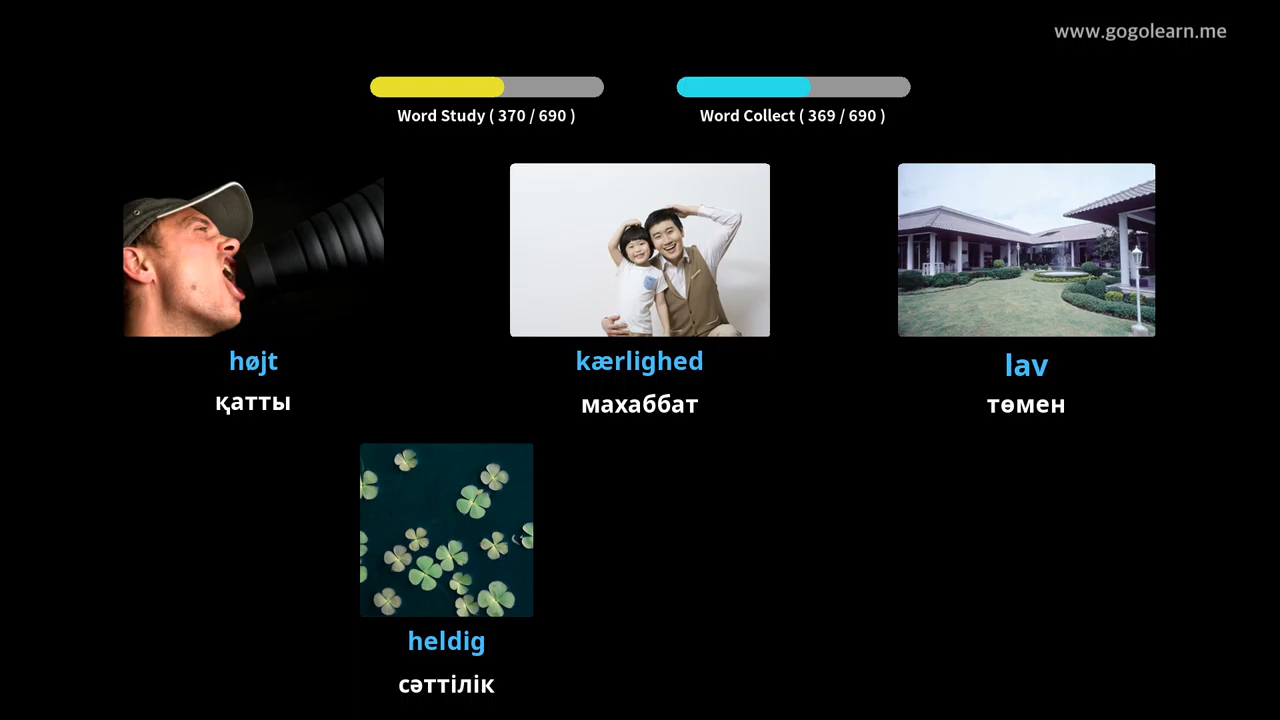 www.gogolearn.me
Word Study ( 370 / 690 )
Word Collect ( 369 / 690 )
højt
қатты
kærlighed
махаббат
lav
төмен
heldig
сәттілік